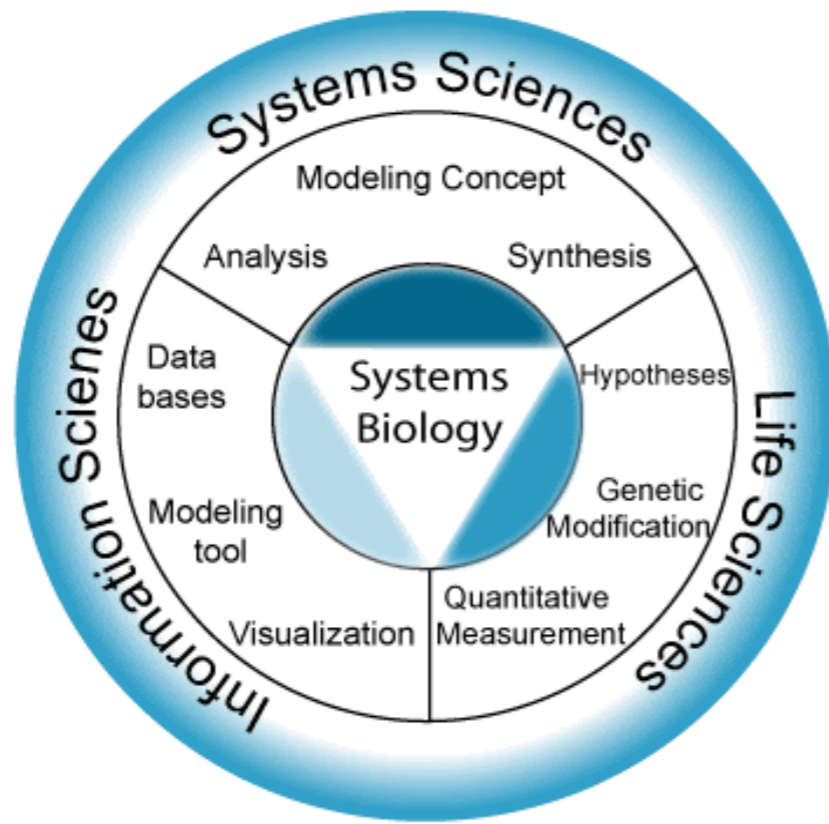 Systems Sciences
Modeling Concept
Analysis
Synthesis
Systems
Biology
Life Sciences
Hypotheses
Genetic
Modification
Quantitative
Measurement
Information Scienes
Data
bases
Modeling
tool
Visualization